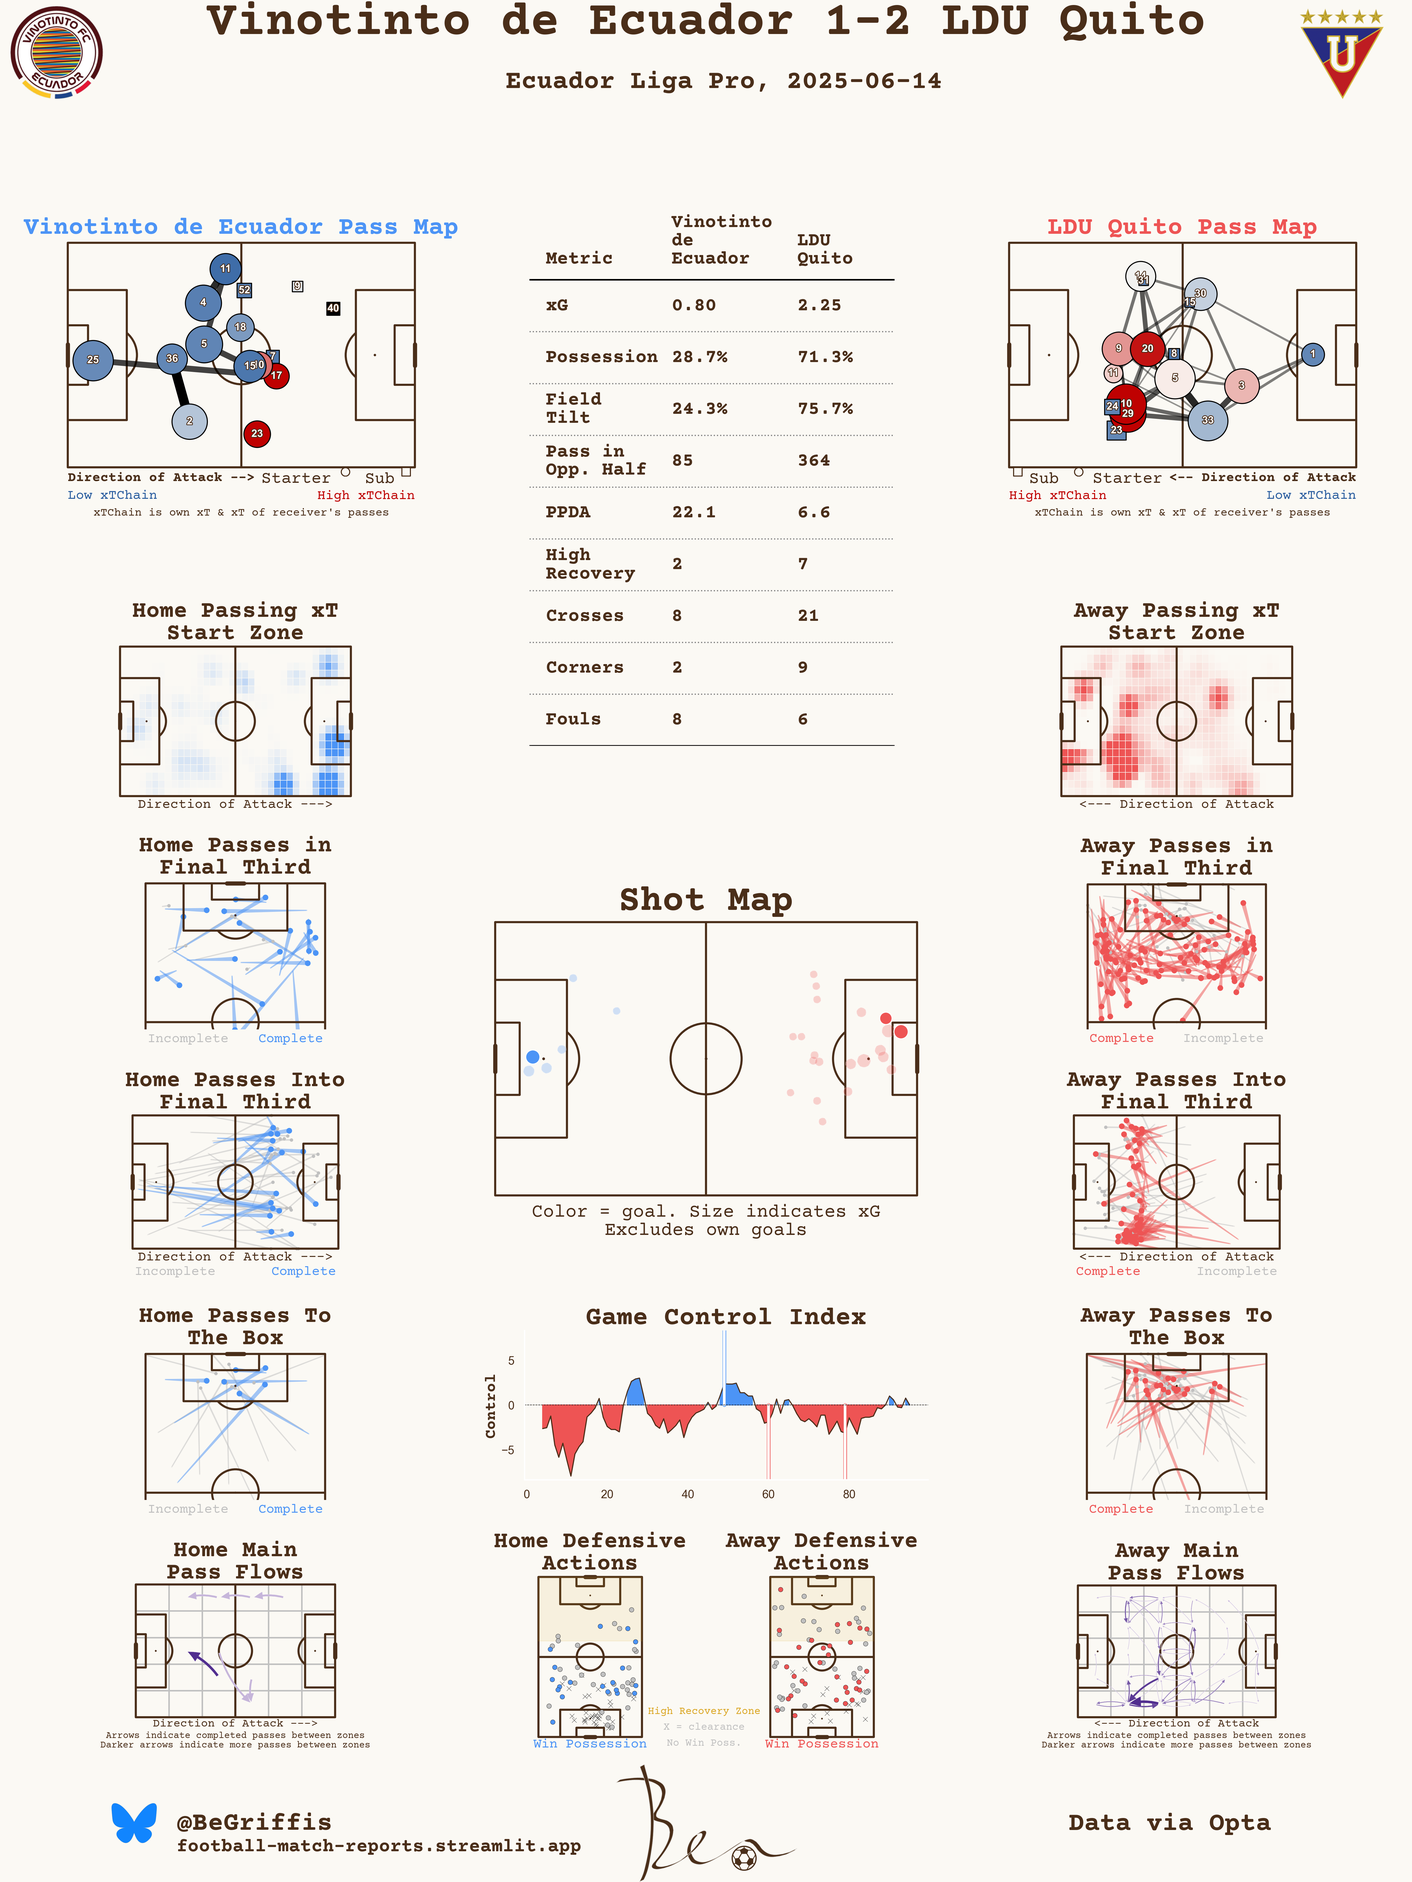 Vinotinto de Ecuador 1-2 LDU Quito
Ecuador Liga Pro, 2025-06-14
VINOTINTO FC
ECUADOR
U
Vinotinto de Ecuador Pass Map
11
52
9
40
4
18
5
36
25
7
15
0
17
2
23
Direction of Attack --> Starter Sub
Low xTChain High xTChain
xTChain is own xT & xT of receiver's passes
Metric Vinotinto de Ecuador LDU Quito
xG 0.80 2.25
Possession 28.7% 71.3%
Field Tilt 24.3% 75.7%
Pass in Opp. Half 85 364
PPDA 22.1 6.6
High Recovery 2 7
Crosses 8 21
Corners 2 9
Fouls 8 6
LDU Quito Pass Map
14
31
30
15
9
20
8
1
11
5
3
24
10
29
33
23
Sub Starter <-- Direction of Attack
High xTChain Low xTChain
xTChain is own xT & xT of receiver's passes
Home Passing xT
Start Zone
Direction of Attack --->
Away Passing xT
Start Zone
<--- Direction of Attack
Home Passes in
Final Third
Incomplete Complete
Away Passes in
Final Third
Complete Incomplete
Shot Map
Color = goal. Size indicates xG
Excludes own goals
Home Passes Into
Final Third
Direction of Attack --->
Incomplete Complete
Away Passes Into
Final Third
<--- Direction of Attack
Complete Incomplete
Home Passes To
The Box
Incomplete Complete
Game Control Index
Control
5
0
−5
0 20 40 60 80
Away Passes To
The Box
Complete Incomplete
Home Main
Pass Flows
Direction of Attack --->
Arrows indicate completed passes between zones
Darker arrows indicate more passes between zones
Home Defensive
Actions
Win Possession
Away Defensive
Actions
Win Possession
High Recovery Zone
X = clearance
No Win Poss.
Away Main
Pass Flows
<--- Direction of Attack
Arrows indicate completed passes between zones
Darker arrows indicate more passes between zones
@BeGriffis
football-match-reports.streamlit.app
Ben
Data via Opta